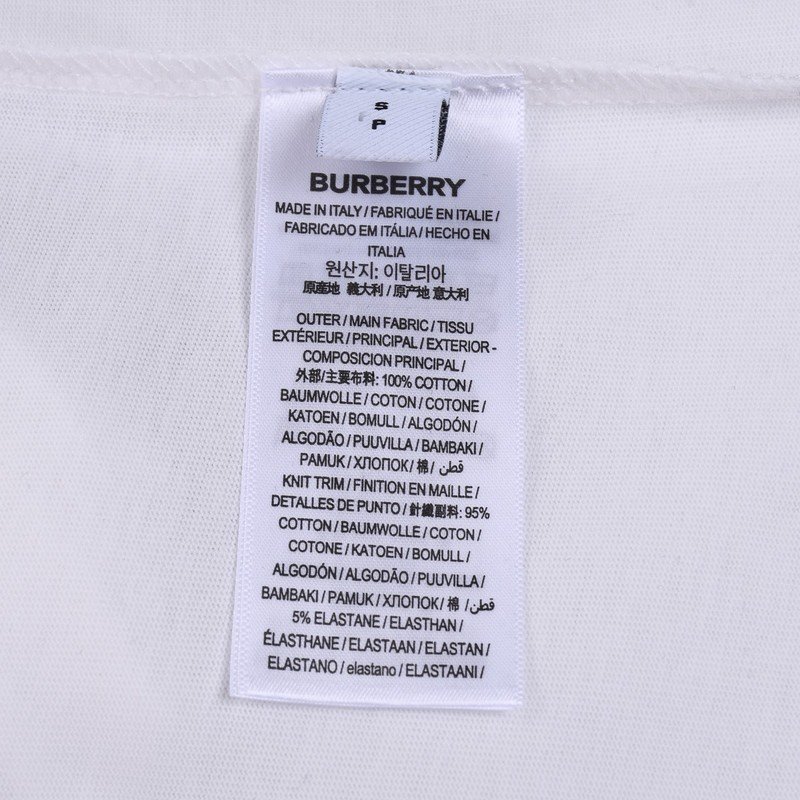 S
P
BURBERRY
MADE IN ITALY / FABRIQUÉ EN ITALIE /
FABRICADO EM ITÁLIA / HECHO EN
ITALIA
원산지: 이탈리아
原産地 義大利 / 原产地 意大利
OUTER / MAIN FABRIC / TISSU
EXTÉRIEUR / PRINCIPAL / EXTERIOR -
COMPOSICION PRINCIPAL /
外部/主要布料: 100% COTTON /
BAUMWOLLE / COTON / COTONE /
KATOEN / BOMULL / ALGODÓN /
ALGODÃO / PUUVILLA / BAMBAKI /
PAMUK / ХЛОПОК/ 棉/ قطن
KNIT TRIM / FINITION EN MAILLE /
DETALLES DE PUNTO / 針織副料: 95%
COTTON / BAUMWOLLE / COTON /
COTONE / KATOEN / BOMULL /
ALGODÓN / ALGODÃO / PUUVILLA /
BAMBAKI / PAMUK / ХЛОПОК/ 棉 / قطن/
5% ELASTANE / ELASTHAN /
ÉLASTHANE / ELASTAAN / ELASTAN /
ELASTANO / elastano / ELASTAANI /